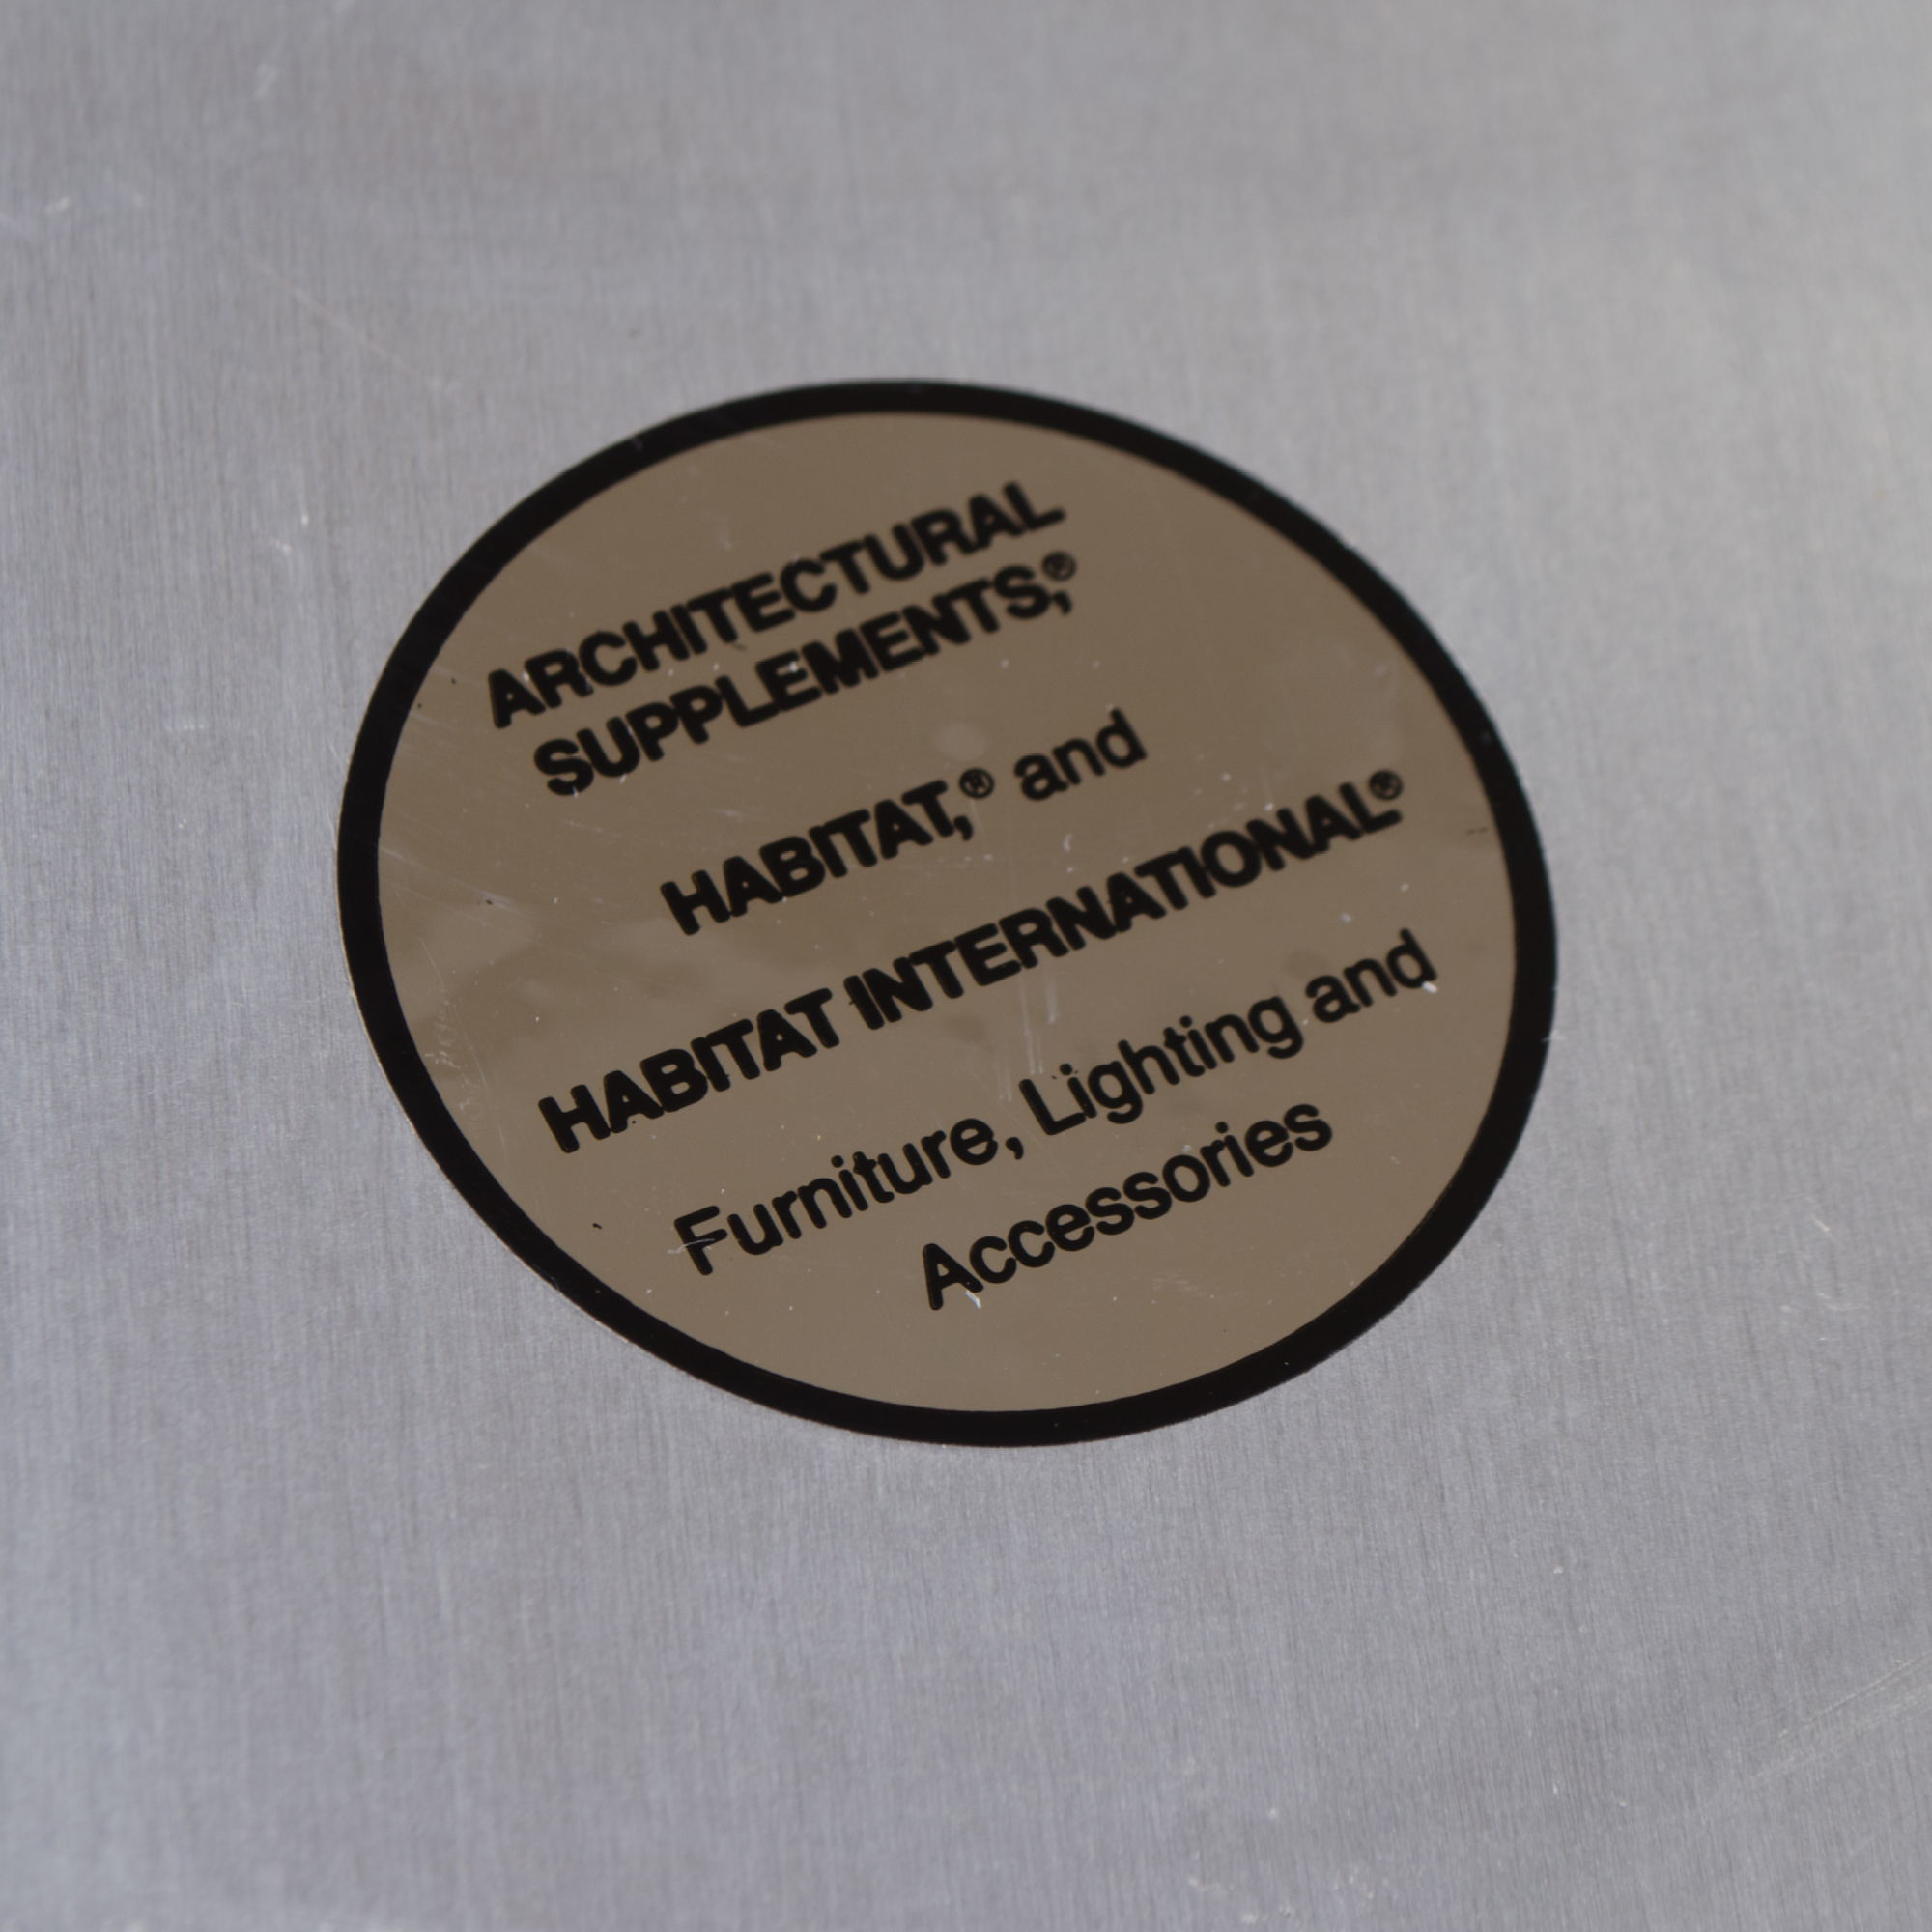 ARCHITECTURAL
SUPPLEMENTS,®
HABITAT,® and
HABITAT INTERNATIONAL®
Furniture, Lighting and
Accessories